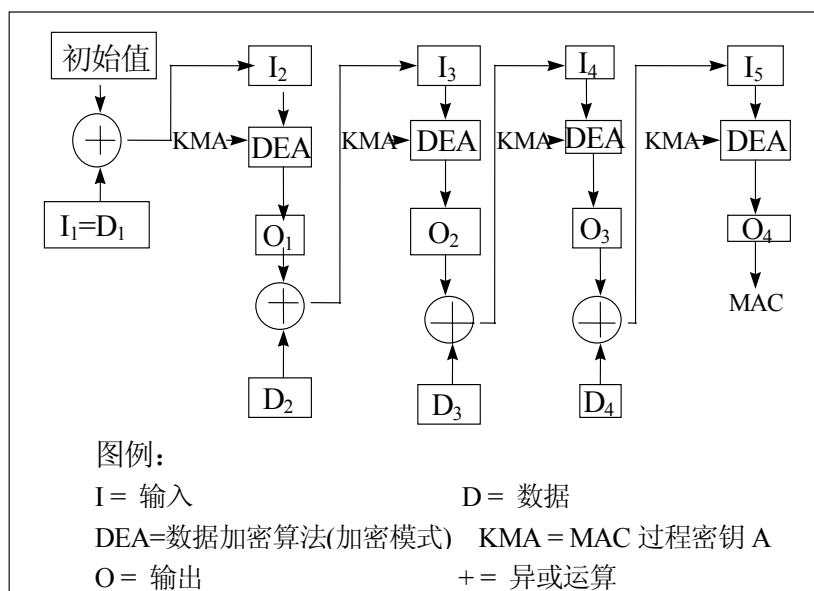 初始值 I₂ I₃ I₄ I₅
KMA DEA KMA DEA KMA DEA KMA DEA
I₁=D₁ O₁ O₂ O₃ O₄
MAC
D₂ D₃ D₄
图例：
I = 输入 D = 数据
DEA=数据加密算法(加密模式) KMA = MAC 过程密钥 A
O = 输出 + = 异或运算